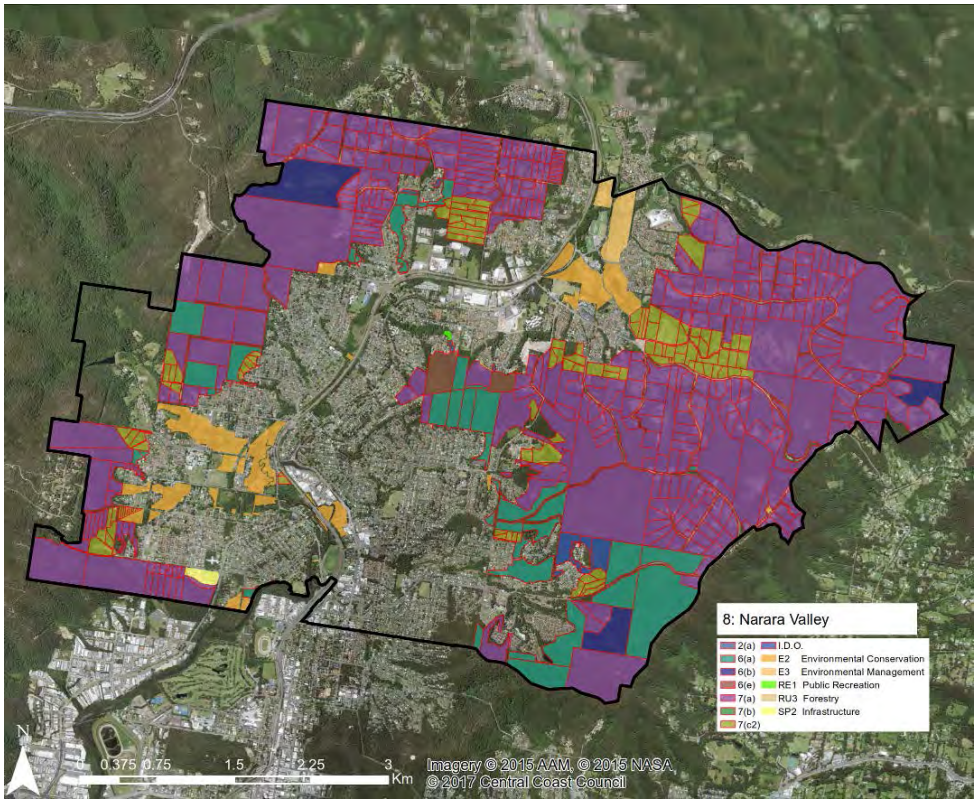 8: Narara Valley
2(a) I.D.O.
6(a) E2 Environmental Conservation
6(b) E3 Environmental Management
6(e) RE1 Public Recreation
7(a) RU3 Forestry
7(b) SP2 Infrastructure
7(c2)
N
0 0.375 0.75 1.5 2.25 3
Km
Imagery © 2015 AAM, © 2015 NASA,
© 2017 Central Coast Council